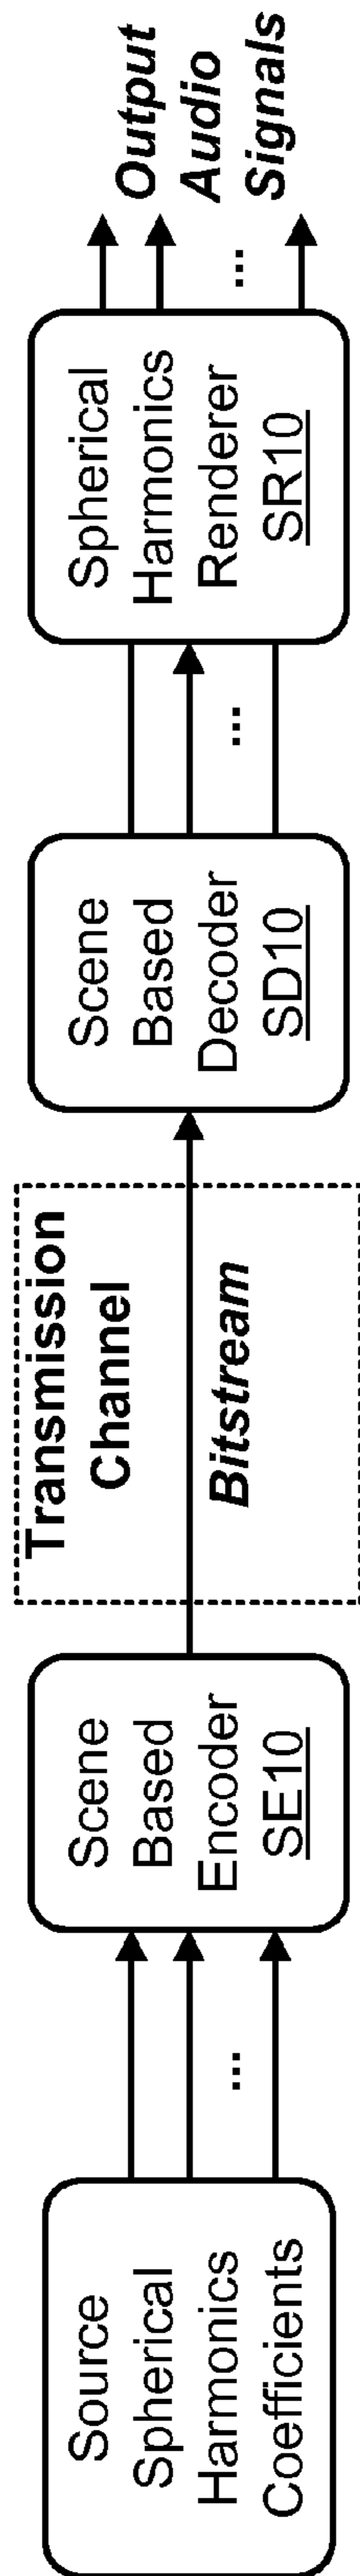 Source
Spherical
Harmonics
Coefficients
...
Scene
Based
Encoder
SE10
Transmission
Channel
Bitstream
Scene
Based
Decoder
SD10
...
Spherical
Harmonics
Renderer
SR10
Output
Audio
...
Signals